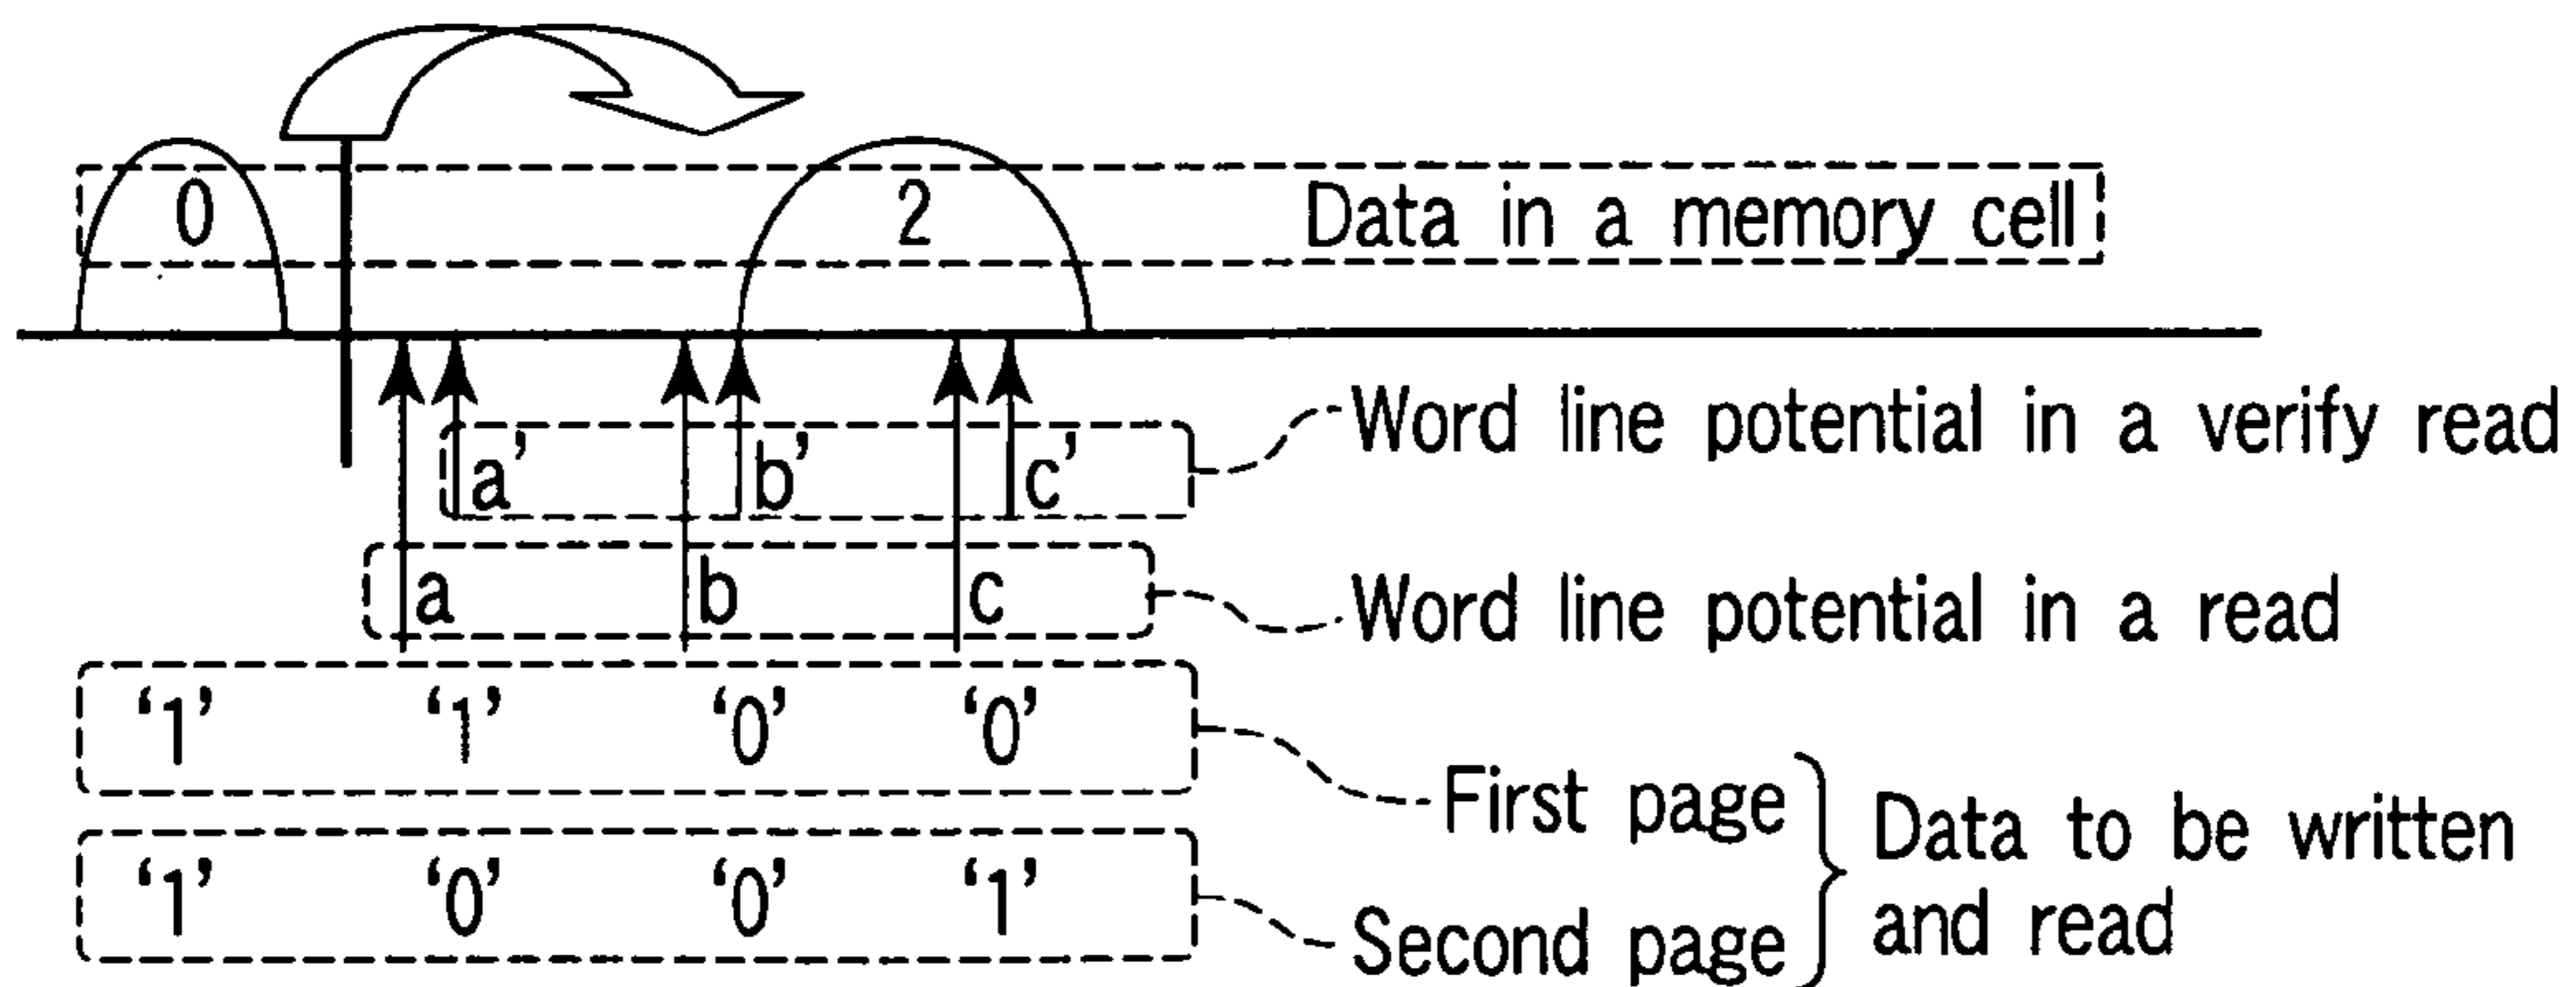 0 2 Data in a memory cell
a’ b’ c’ Word line potential in a verify read
a b c Word line potential in a read
‘1’ ‘1’ ‘0’ ‘0’
First page
‘1’ ‘0’ ‘0’ ‘1’
Second page
Data to be written
and read